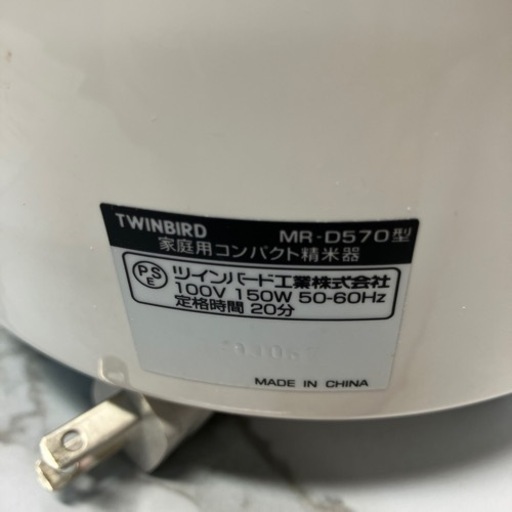 TWINBIRD MR-D570型
家庭用コンパクト精米器
PSE ツインバード工業株式会社
100V 150W 50-60Hz
定格時間 20分
MADE IN CHINA